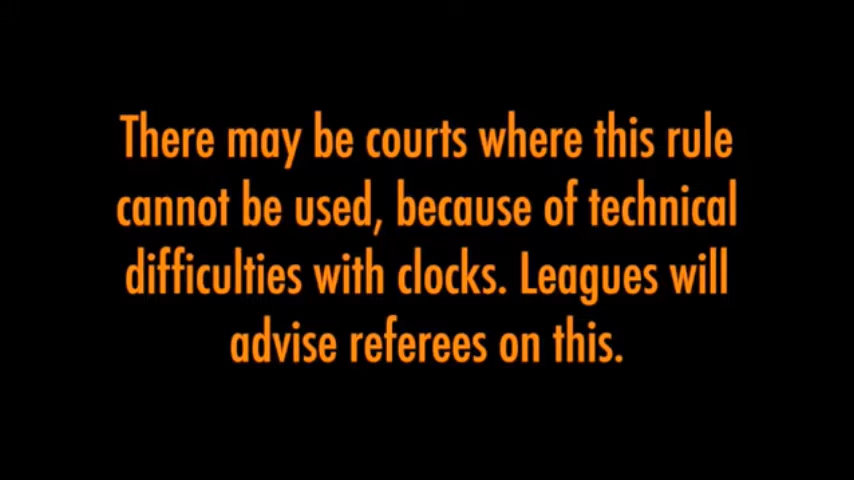 There may be courts where this rule
cannot be used, because of technical
difficulties with clocks. Leagues will
advise referees on this.